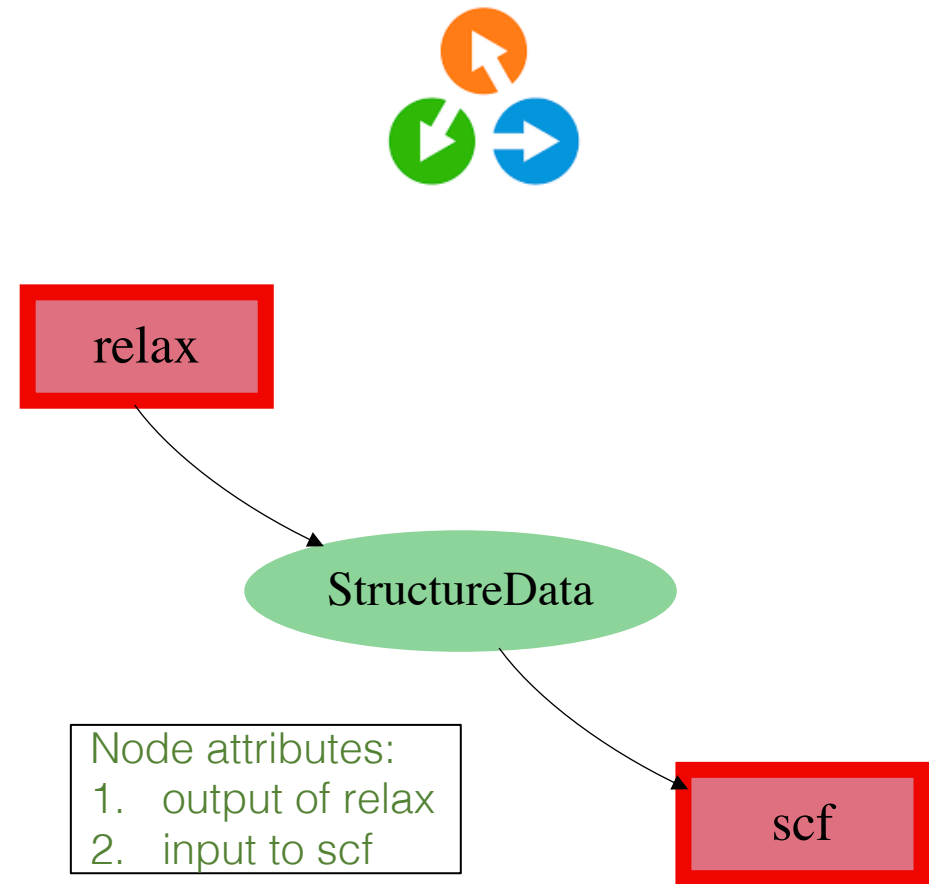 relax
StructureData
Node attributes:
1. output of relax
2. input to scf
scf